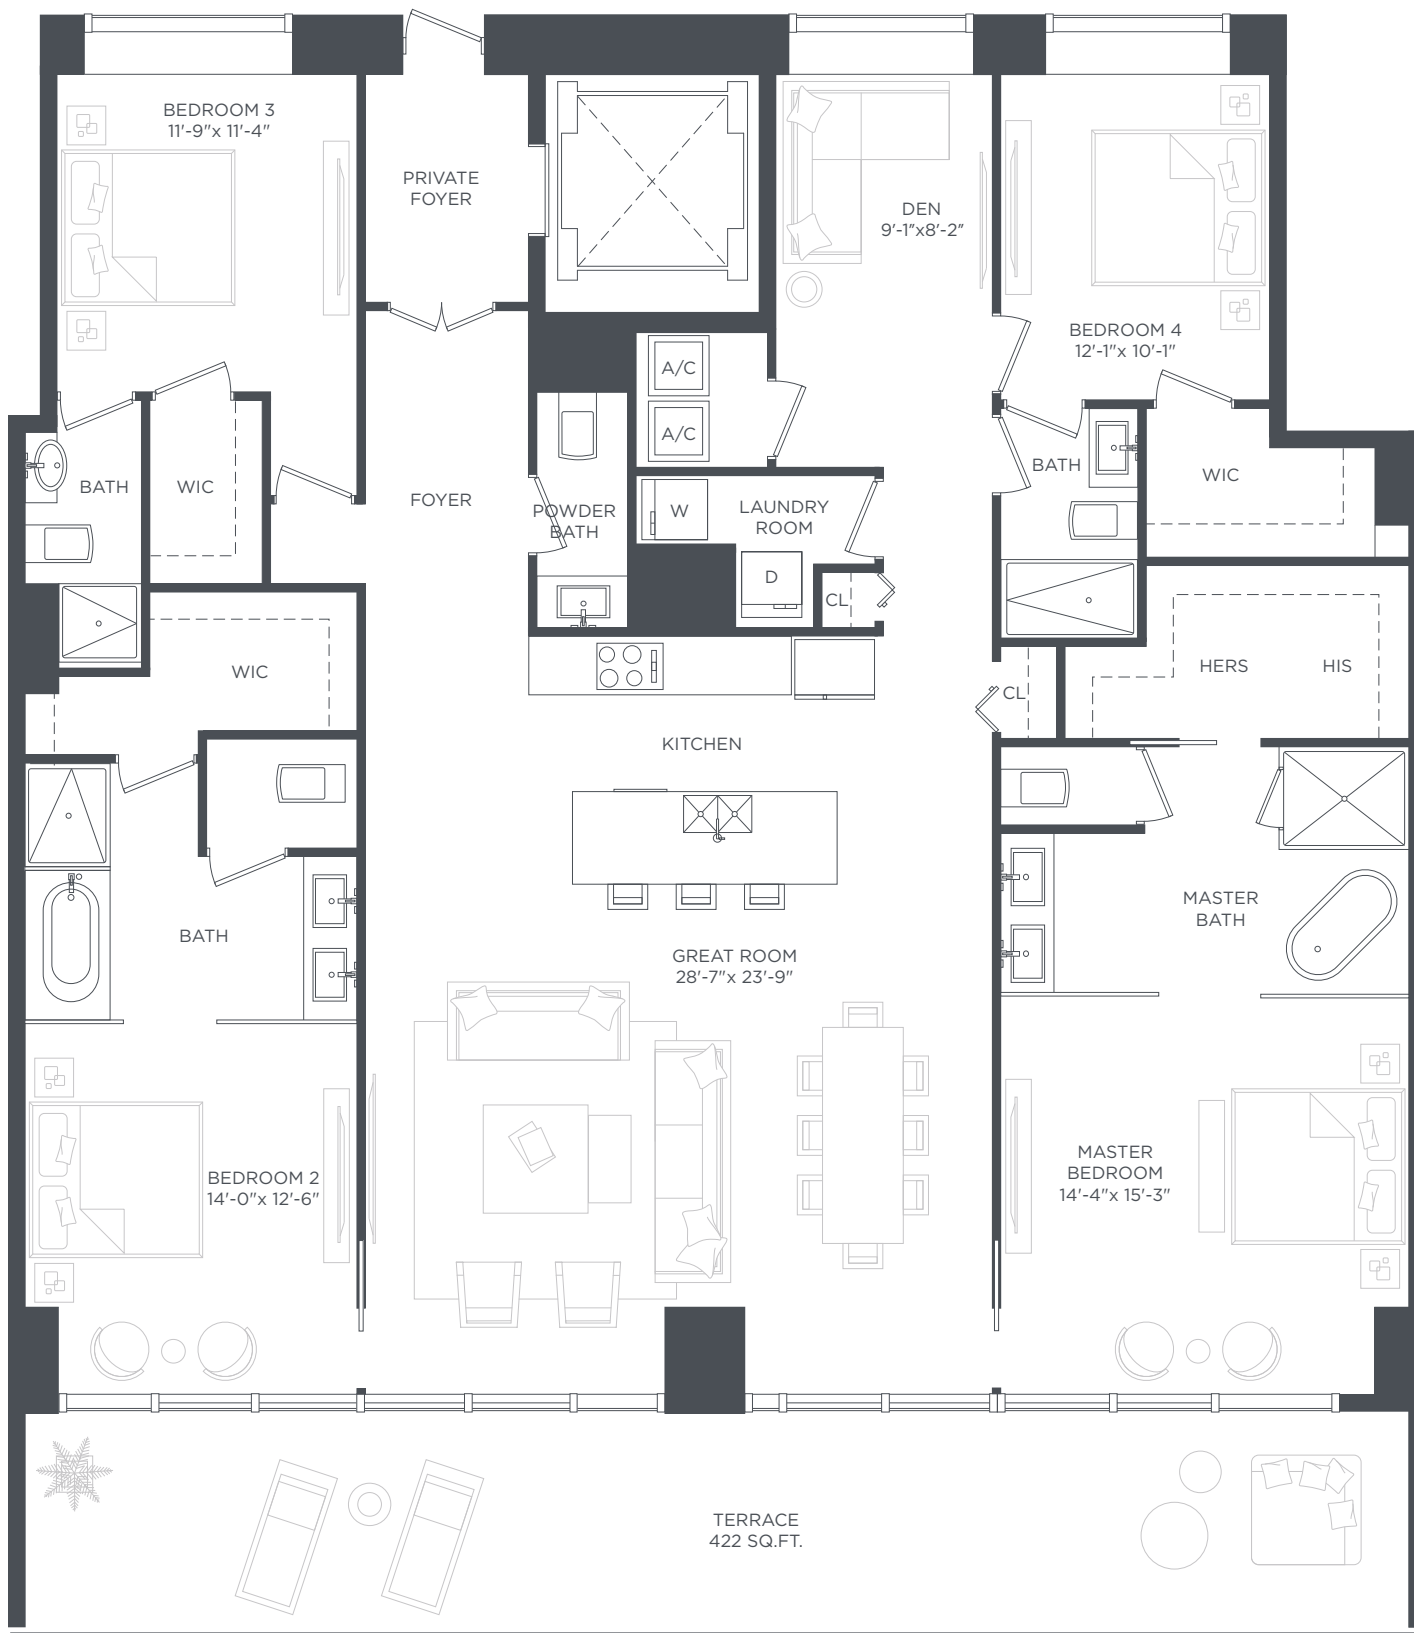 BEDROOM 3
11'-9"x 11'-4"
PRIVATE
FOYER
DEN
9'-1"x8'-2"
BEDROOM 4
12'-1"x 10'-1"
A/C
A/C
BATH
WIC
FOYER
POWDER
BATH
W
LAUNDRY
ROOM
BATH
WIC
D
CL
WIC
CL
HERS
HIS
KITCHEN
BATH
MASTER
BATH
GREAT ROOM
28'-7"x 23'-9"
BEDROOM 2
14'-0"x 12'-6"
MASTER
BEDROOM
14'-4"x 15'-3"
TERRACE
422 SQ.FT.